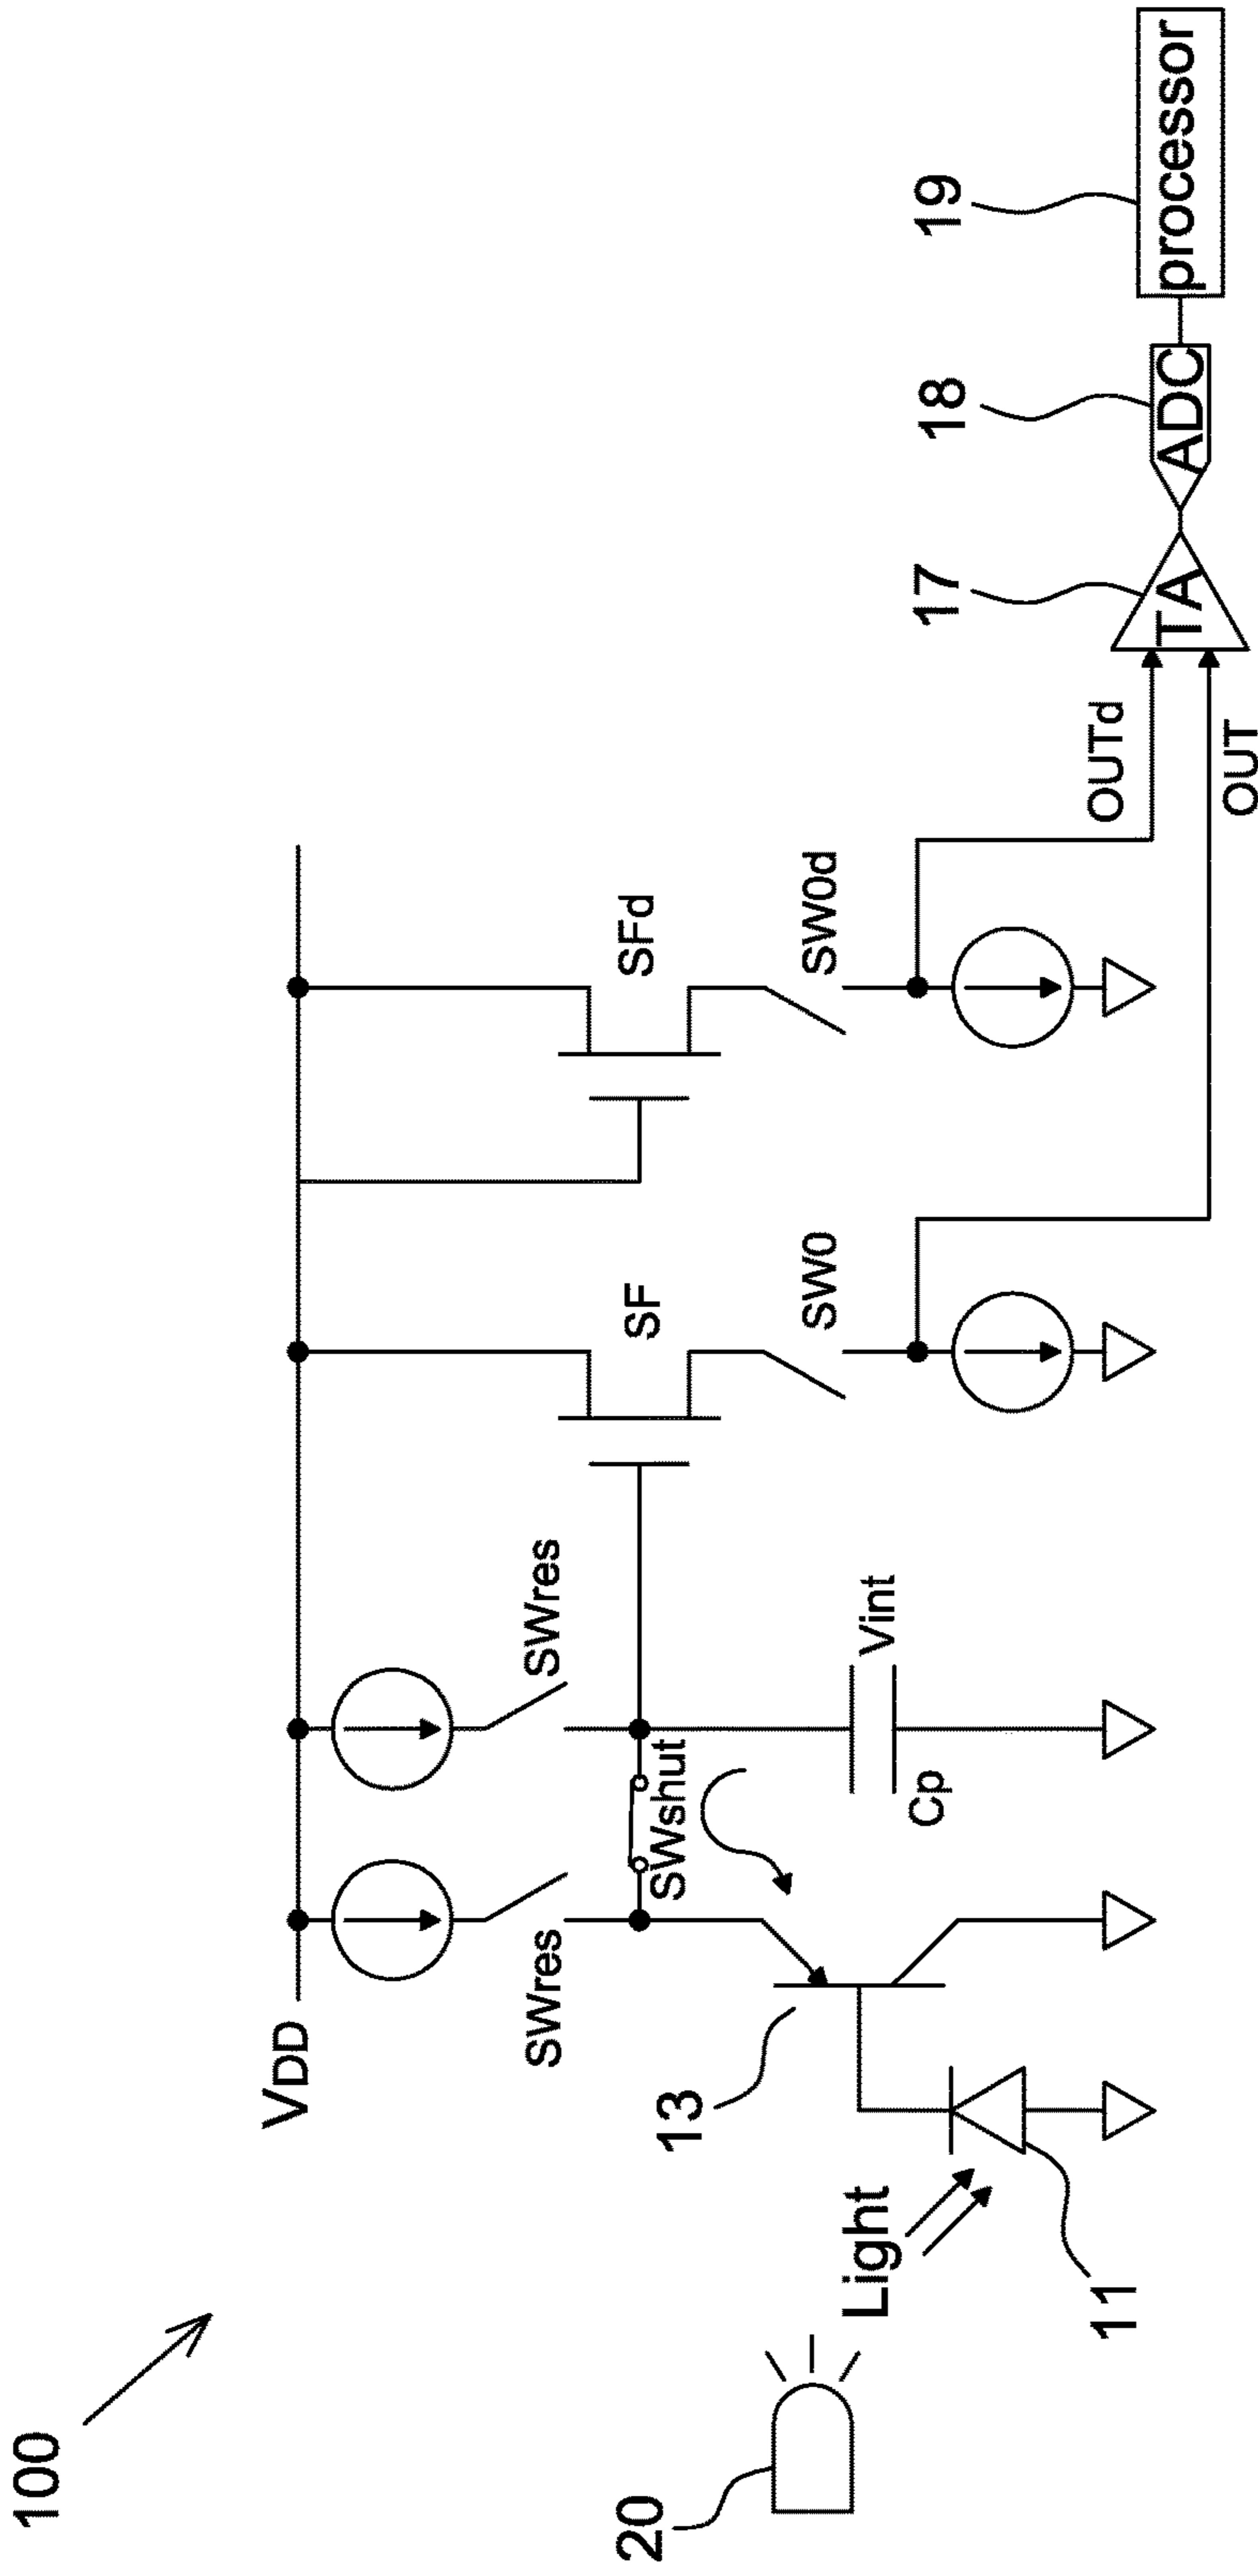 100
VDD
SWres
SWres
SWshut
SF
SFd
SW0
SW0d
13
Vint
Cp
20
Light
11
OUTd
OUT
17
TA
18
ADC
19
processor